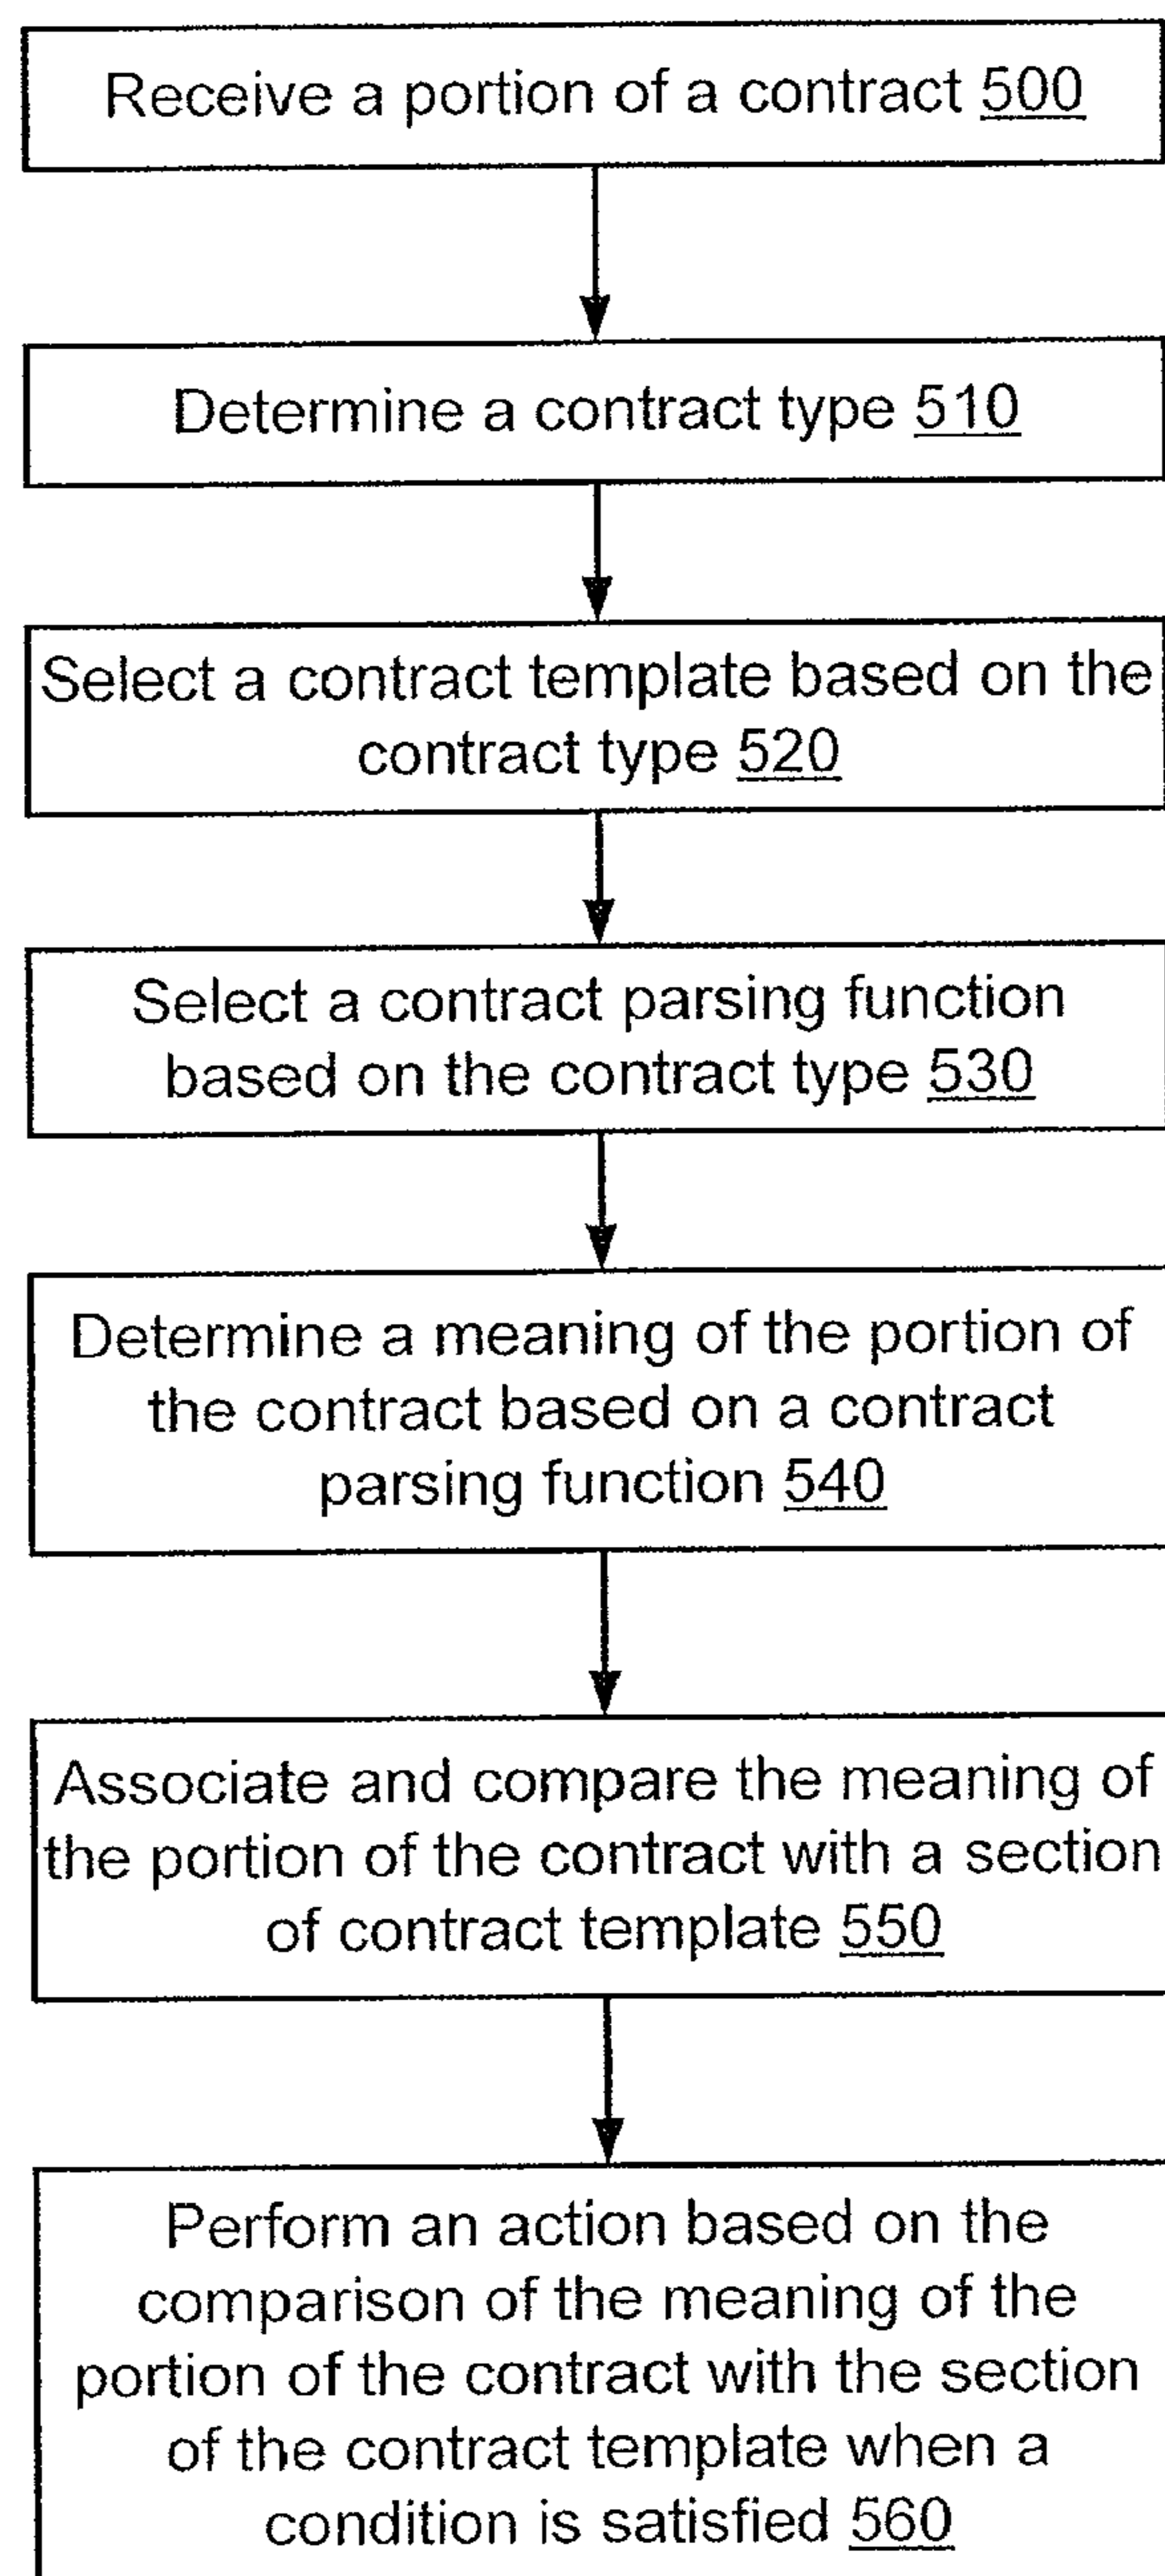 Receive a portion of a contract 500
Determine a contract type 510
Select a contract template based on the
contract type 520
Select a contract parsing function
based on the contract type 530
Determine a meaning of the portion of
the contract based on a contract
parsing function 540
Associate and compare the meaning of
the portion of the contract with a section
of contract template 550
Perform an action based on the
comparison of the meaning of the
portion of the contract with the section
of the contract template when a
condition is satisfied 560